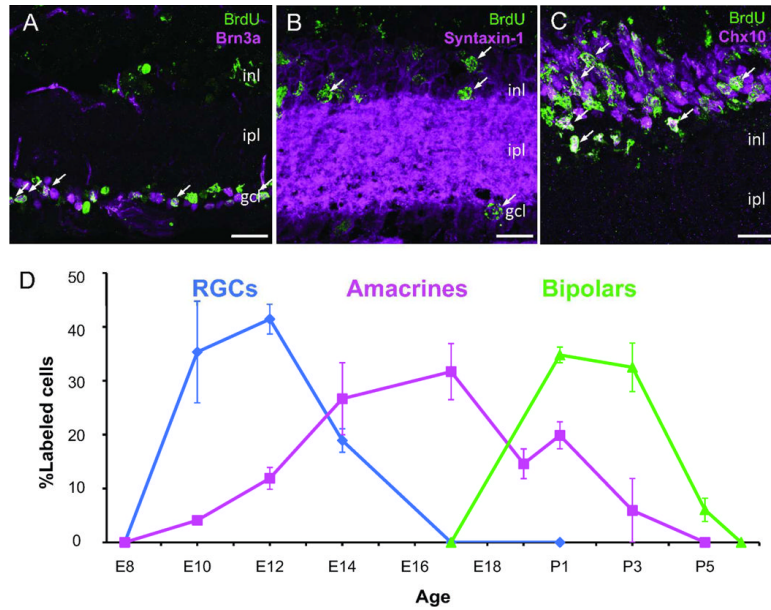 A
BrdU
Brn3a
inl
ipl
gcl
B
BrdU
Syntaxin-1
inl
ipl
gcl
C
BrdU
Chx10
inl
ipl
D
RGCs Amacrines Bipolars
50
40
30
20
10
0
%Labeled cells
E8 E10 E12 E14 E16 E18 P1 P3 P5
Age